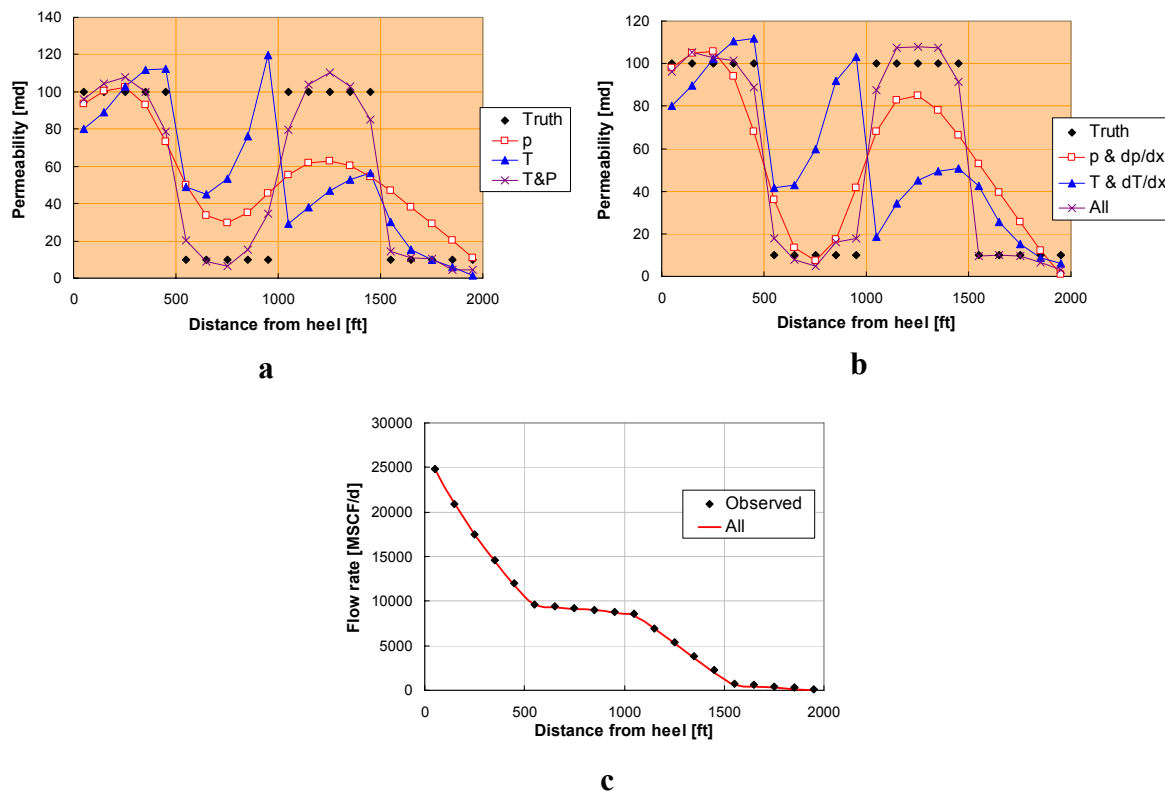 140
120
100
80
60
40
20
0
Permeability [md]
0 500 1000 1500 2000
Distance from heel [ft]
Truth
p
T
T&P
a
120
100
80
60
40
20
0
Permeability [md]
0 500 1000 1500 2000
Distance from heel [ft]
Truth
p & dp/dx
T & dT/dx
All
b
30000
25000
20000
15000
10000
5000
0
Flow rate [MSCF/d]
0 500 1000 1500 2000
Distance from heel [ft]
Observed
All
c